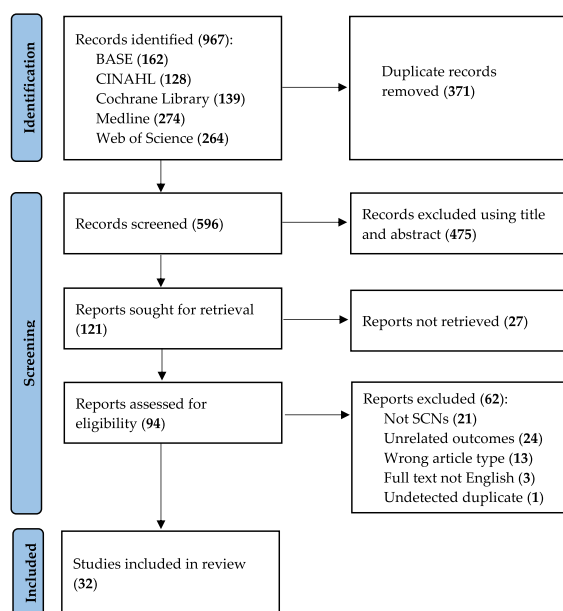 Identification
Records identified (967):
BASE (162)
CINAHL (128)
Cochrane Library (139)
Medline (274)
Web of Science (264)
Duplicate records
removed (371)
Screening
Records screened (596)
Records excluded using title
and abstract (475)
Reports sought for retrieval
(121)
Reports not retrieved (27)
Reports assessed for
eligibility (94)
Reports excluded (62):
Not SCNs (21)
Unrelated outcomes (24)
Wrong article type (13)
Full text not English (3)
Undetected duplicate (1)
Included
Studies included in review
(32)